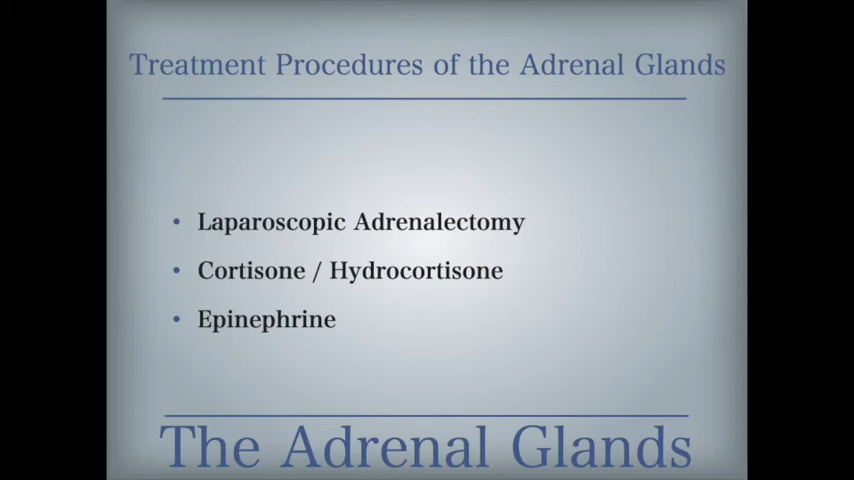 Treatment Procedures of the Adrenal Glands
• Laparoscopic Adrenalectomy
• Cortisone / Hydrocortisone
• Epinephrine
The Adrenal Glands